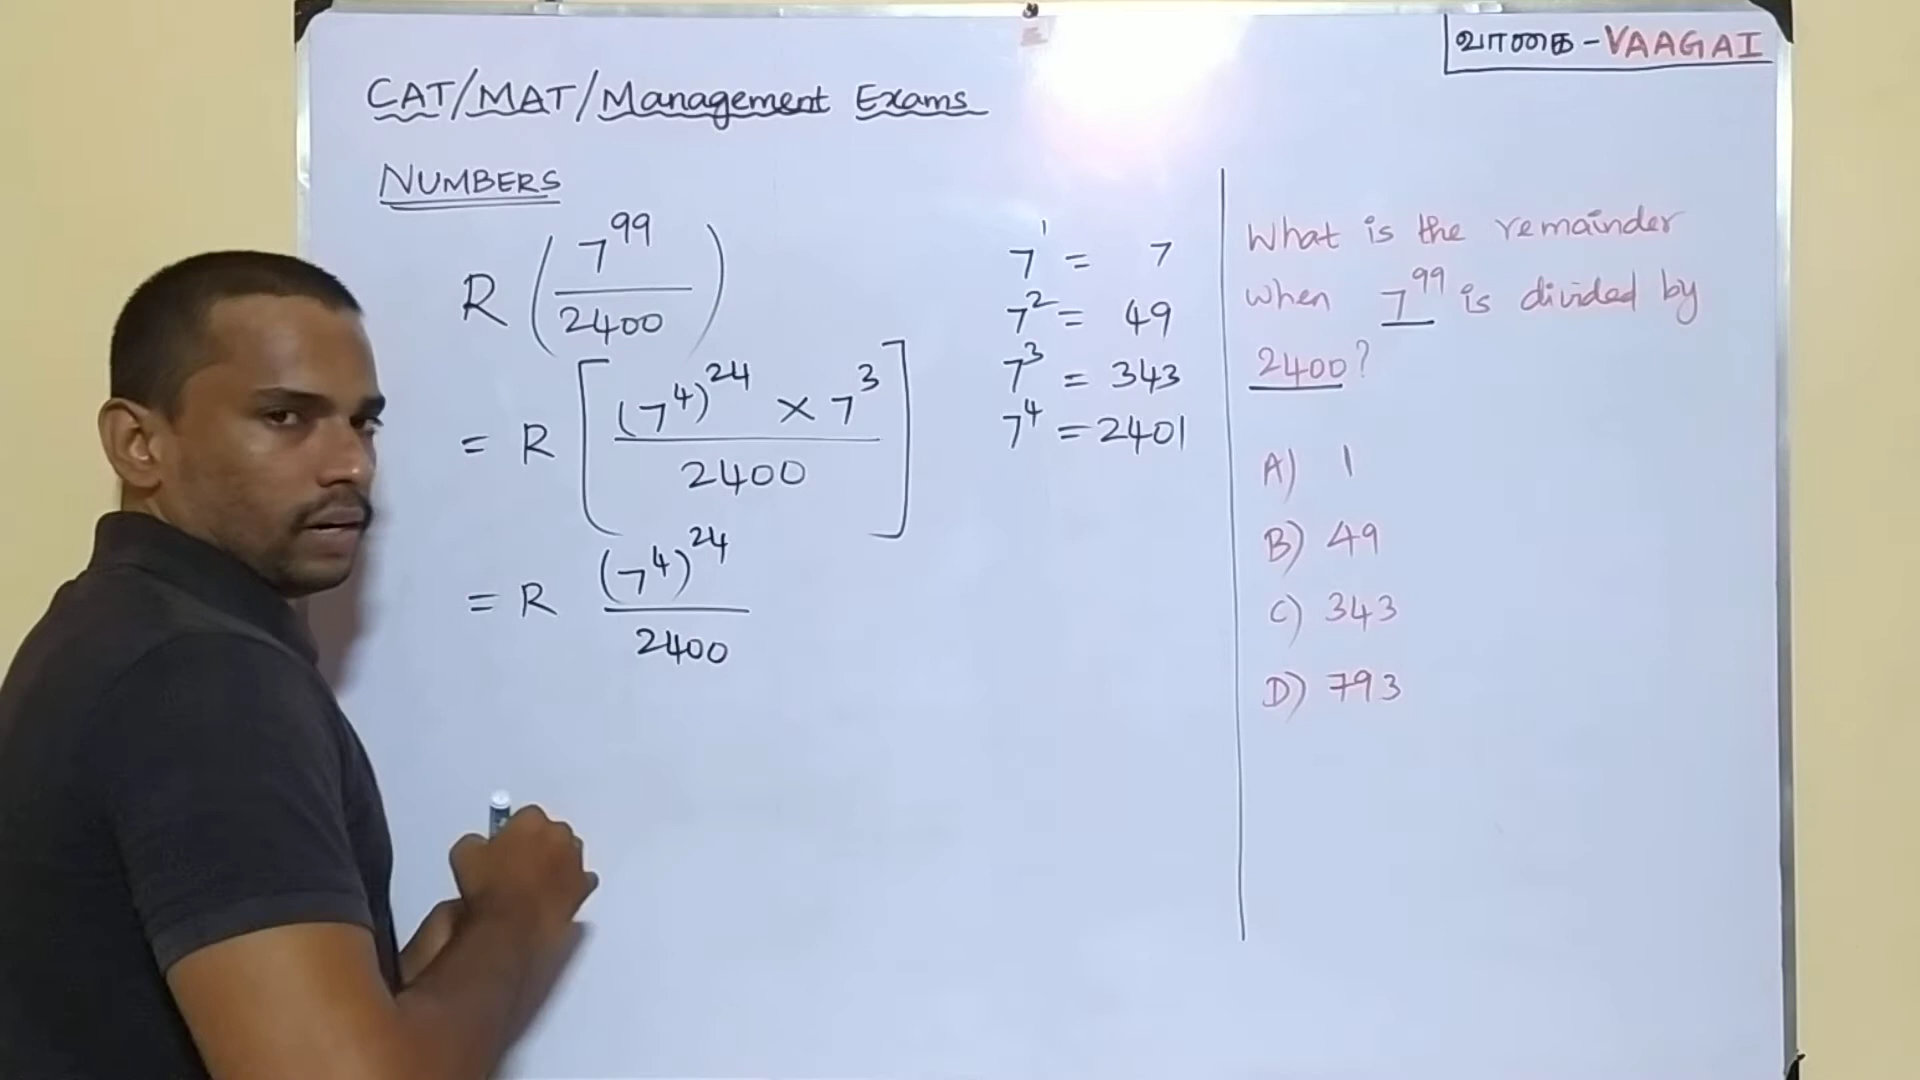 வாகை - VAAGAI
CAT/MAT/Management Exams
NUMBERS
R (7^99 / 2400)
= R [(7^4)^24 × 7^3 / 2400]
= R (7^4)^24 / 2400
7^1 = 7
7^2 = 49
7^3 = 343
7^4 = 2401
What is the remainder
when 7^99 is divided by
2400?
A) 1
B) 49
C) 343
D) 793